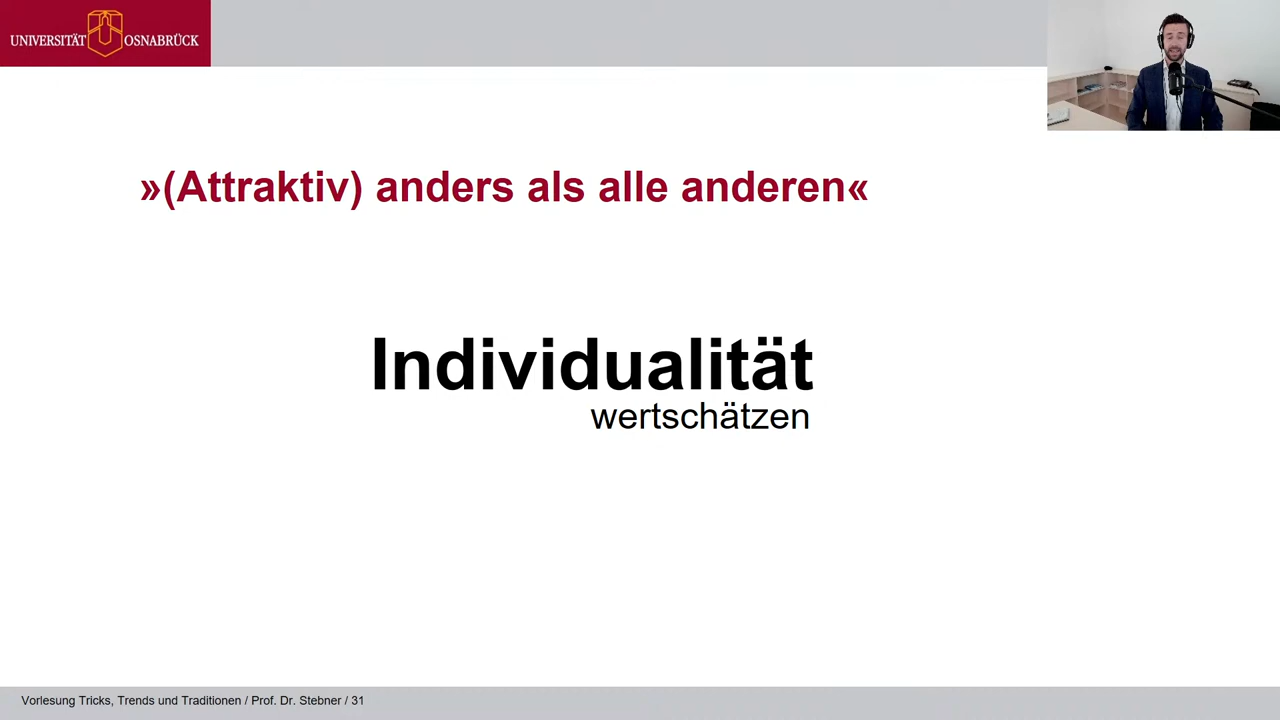 UNIVERSITÄT OSNABRÜCK
»(Attraktiv) anders als alle anderen«
Individualität
wertschätzen
Vorlesung Tricks, Trends und Traditionen / Prof. Dr. Stebner / 31